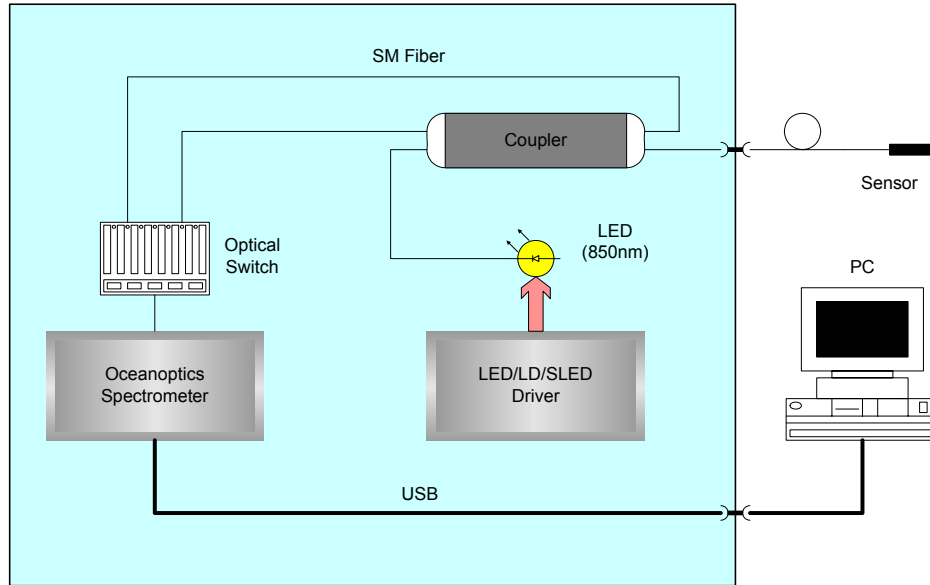 SM Fiber
Coupler
Sensor
Optical
Switch
LED
(850nm)
PC
Oceanoptics
Spectrometer
LED/LD/SLED
Driver
USB